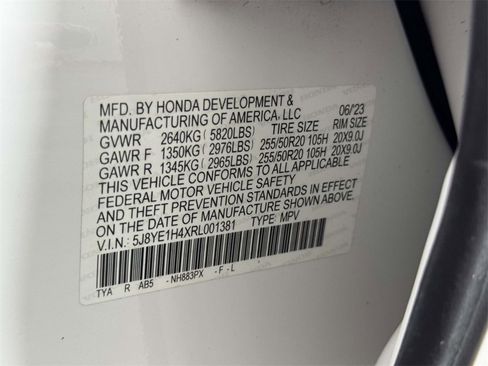 MFD. BY HONDA DEVELOPMENT &
MANUFACTURING OF AMERICA, LLC 06/23
GVWR 2640KG (5820LBS) TIRE SIZE RIM SIZE
GAWR F 1350KG (2976LBS) 255/50R20 105H 20X9.0J
GAWR R 1345KG (2965LBS) 255/50R20 105H 20X9.0J
THIS VEHICLE CONFORMS TO ALL APPLICABLE
FEDERAL MOTOR VEHICLE SAFETY
AND THEFT PREVENTION STANDARDS IN EFFECT
ON THE DATE OF MANUFACTURE SHOWN ABOVE.
V.I.N.: 5J8YE1H4XRL001381 TYPE: MPV
TYA R AB5 -NH883PX -F-L